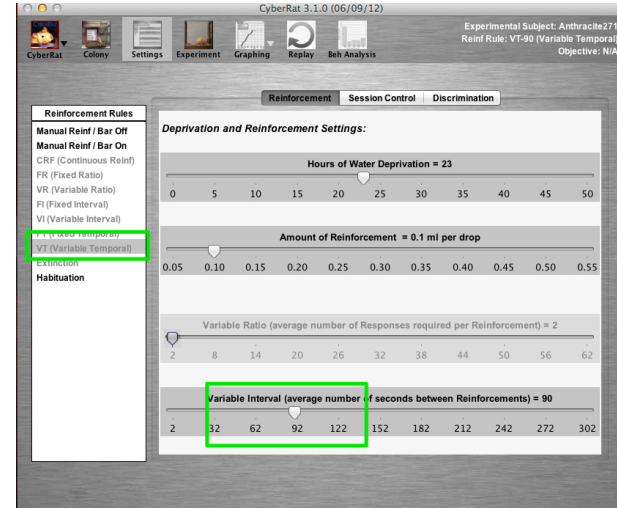 CyberRat 3.1.0 (06/09/12)
Experimental Subject: Anthracite271
Reinf Rule: VT-90 (Variable Temporal)
Objective: N/A
CyberRat Colony Settings Experiment Graphing Replay Beh Analysis
Reinforcement Session Control Discrimination
Reinforcement Rules
Manual Reinf / Bar Off
Manual Reinf / Bar On
CRF (Continuous Reinf)
FR (Fixed Ratio)
VR (Variable Ratio)
FI (Fixed Interval)
VI (Variable Interval)
FT (Fixed Temporal)
VT (Variable Temporal)
Extinction
Habituation
Deprivation and Reinforcement Settings:
Hours of Water Deprivation = 23
0 5 10 15 20 25 30 35 40 45 50
Amount of Reinforcement = 0.1 ml per drop
0.05 0.10 0.15 0.20 0.25 0.30 0.35 0.40 0.45 0.50 0.55
Variable Ratio (average number of Responses required per Reinforcement) = 2
2 8 14 20 26 32 38 44 50 56 62
Variable Interval (average number of seconds between Reinforcements) = 90
2 32 62 92 122 152 182 212 242 272 302